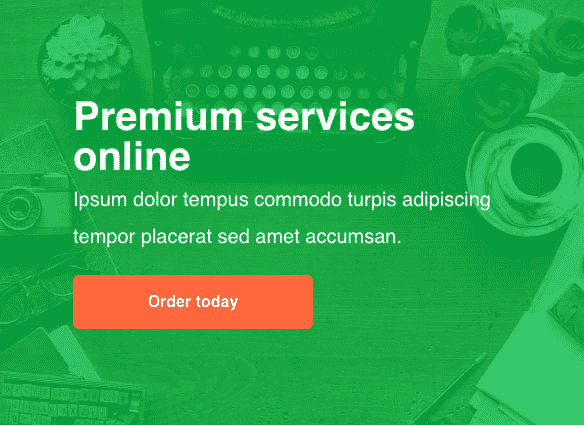 Premium services
online
Ipsum dolor tempus commodo turpis adipiscing
tempor placerat sed amet accumsan.
Order today